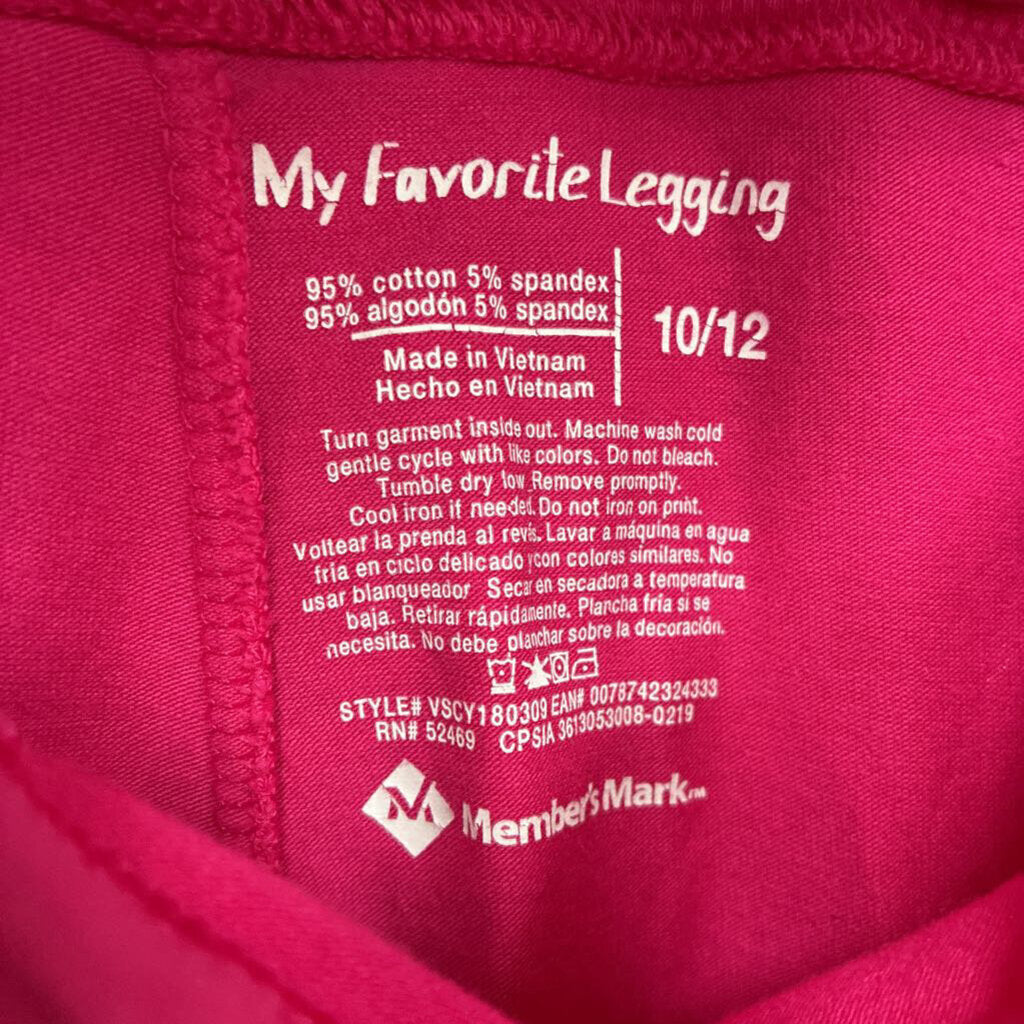 My Favorite Legging
95% cotton 5% spandex
95% algodón 5% spandex
10/12
Made in Vietnam
Hecho en Vietnam
Turn garment inside out. Machine wash cold
gentle cycle with like colors. Do not bleach.
Tumble dry low Remove promptly.
Cool iron if needed. Do not iron on print.
Voltear la prenda al revés. Lavar a máquina en agua
fria en ciclo delicado y con colores similares. No
usar blanqueador Secar en secadora a temperatura
baja. Retirar rápidamente. Plancha fria si se
necesita. No debe planchar sobre la decoración.
STYLE# VSCY180309 EAN# 0078742324333
RN# 52469 CPSIA 3613053008-0219
M Member's Mark™